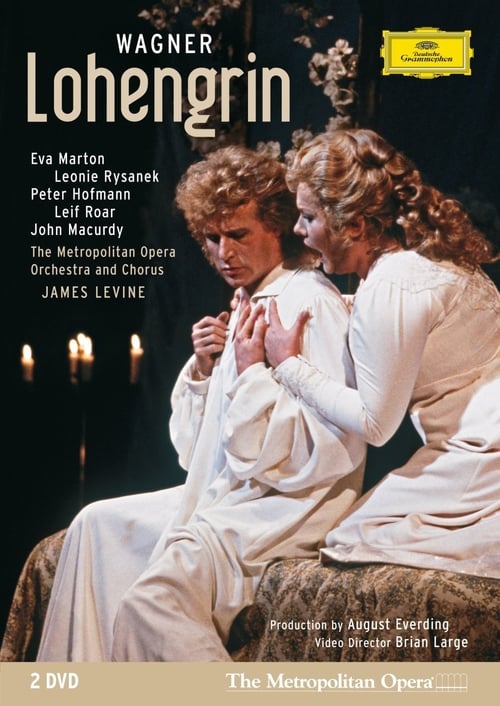 WAGNER
Lohengrin
Deutsche
Grammophon
Eva Marton
Leonie Rysanek
Peter Hofmann
Leif Roar
John Macurdy
The Metropolitan Opera
Orchestra and Chorus
JAMES LEVINE
Production by August Everding
Video Director Brian Large
2 DVD
The Metropolitan Opera